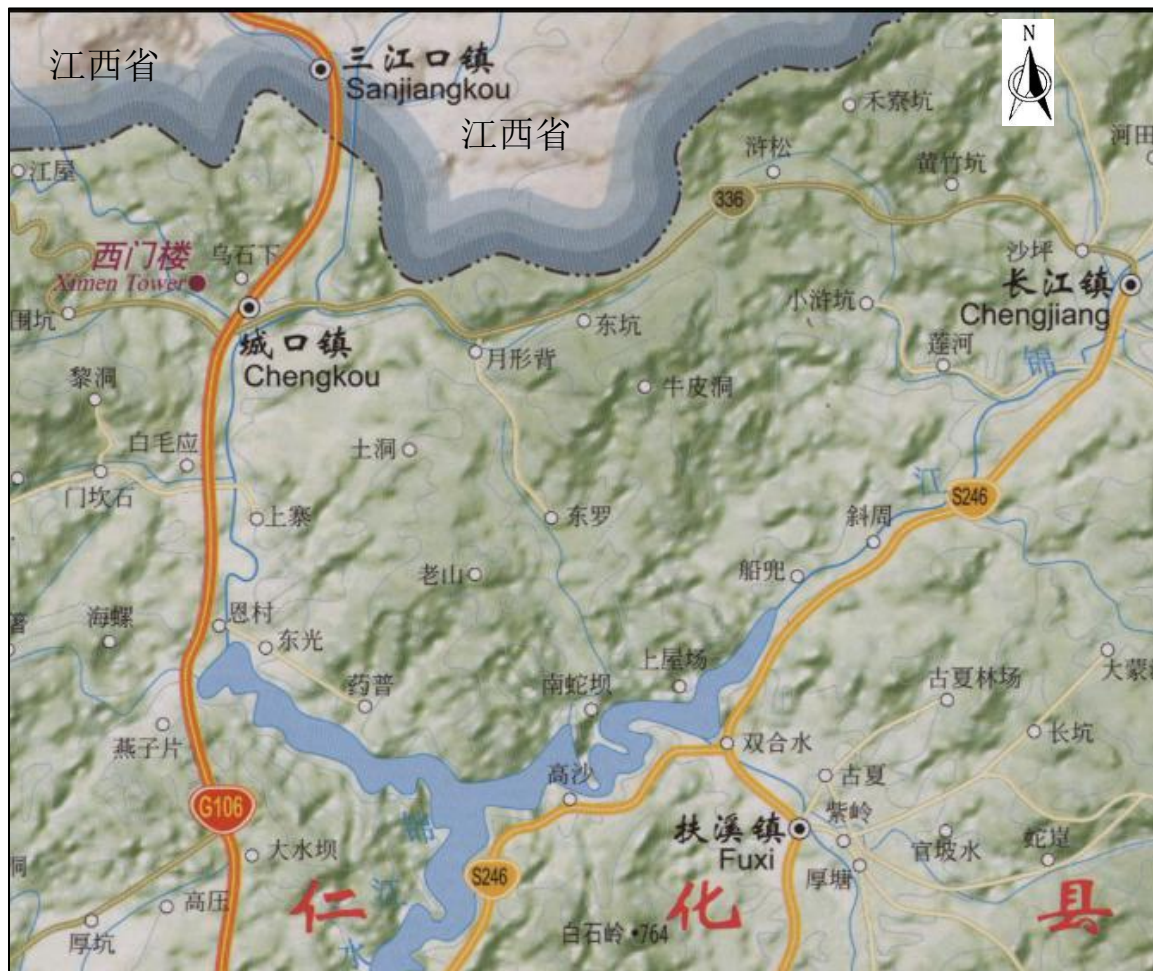 江西省
三江口镇
Sanjiangkou
江西省
N
禾寮坑
浒松
黄竹坑
河田
江屋
336
西门楼
Ximen Tower
乌石下
沙坪
长江镇
Chengjiang
围坑
小浒坑
城口镇
Chengkou
东坑
月形背
莲河
锦
黎洞
牛皮洞
白毛应
土洞
门坎石
江
S246
上寨
东罗
斜周
老山
船兜
海螺
恩村
东光
上屋场
大蒙
药普
南蛇坝
古夏林场
燕子片
双合水
长坑
高沙
古夏
G106
锦
紫岭
扶溪镇
Fuxi
官坡水
蛇岽
大水坝
S246
厚塘
洞
江
高压
仁化县
厚坑
水
白石岭 •764